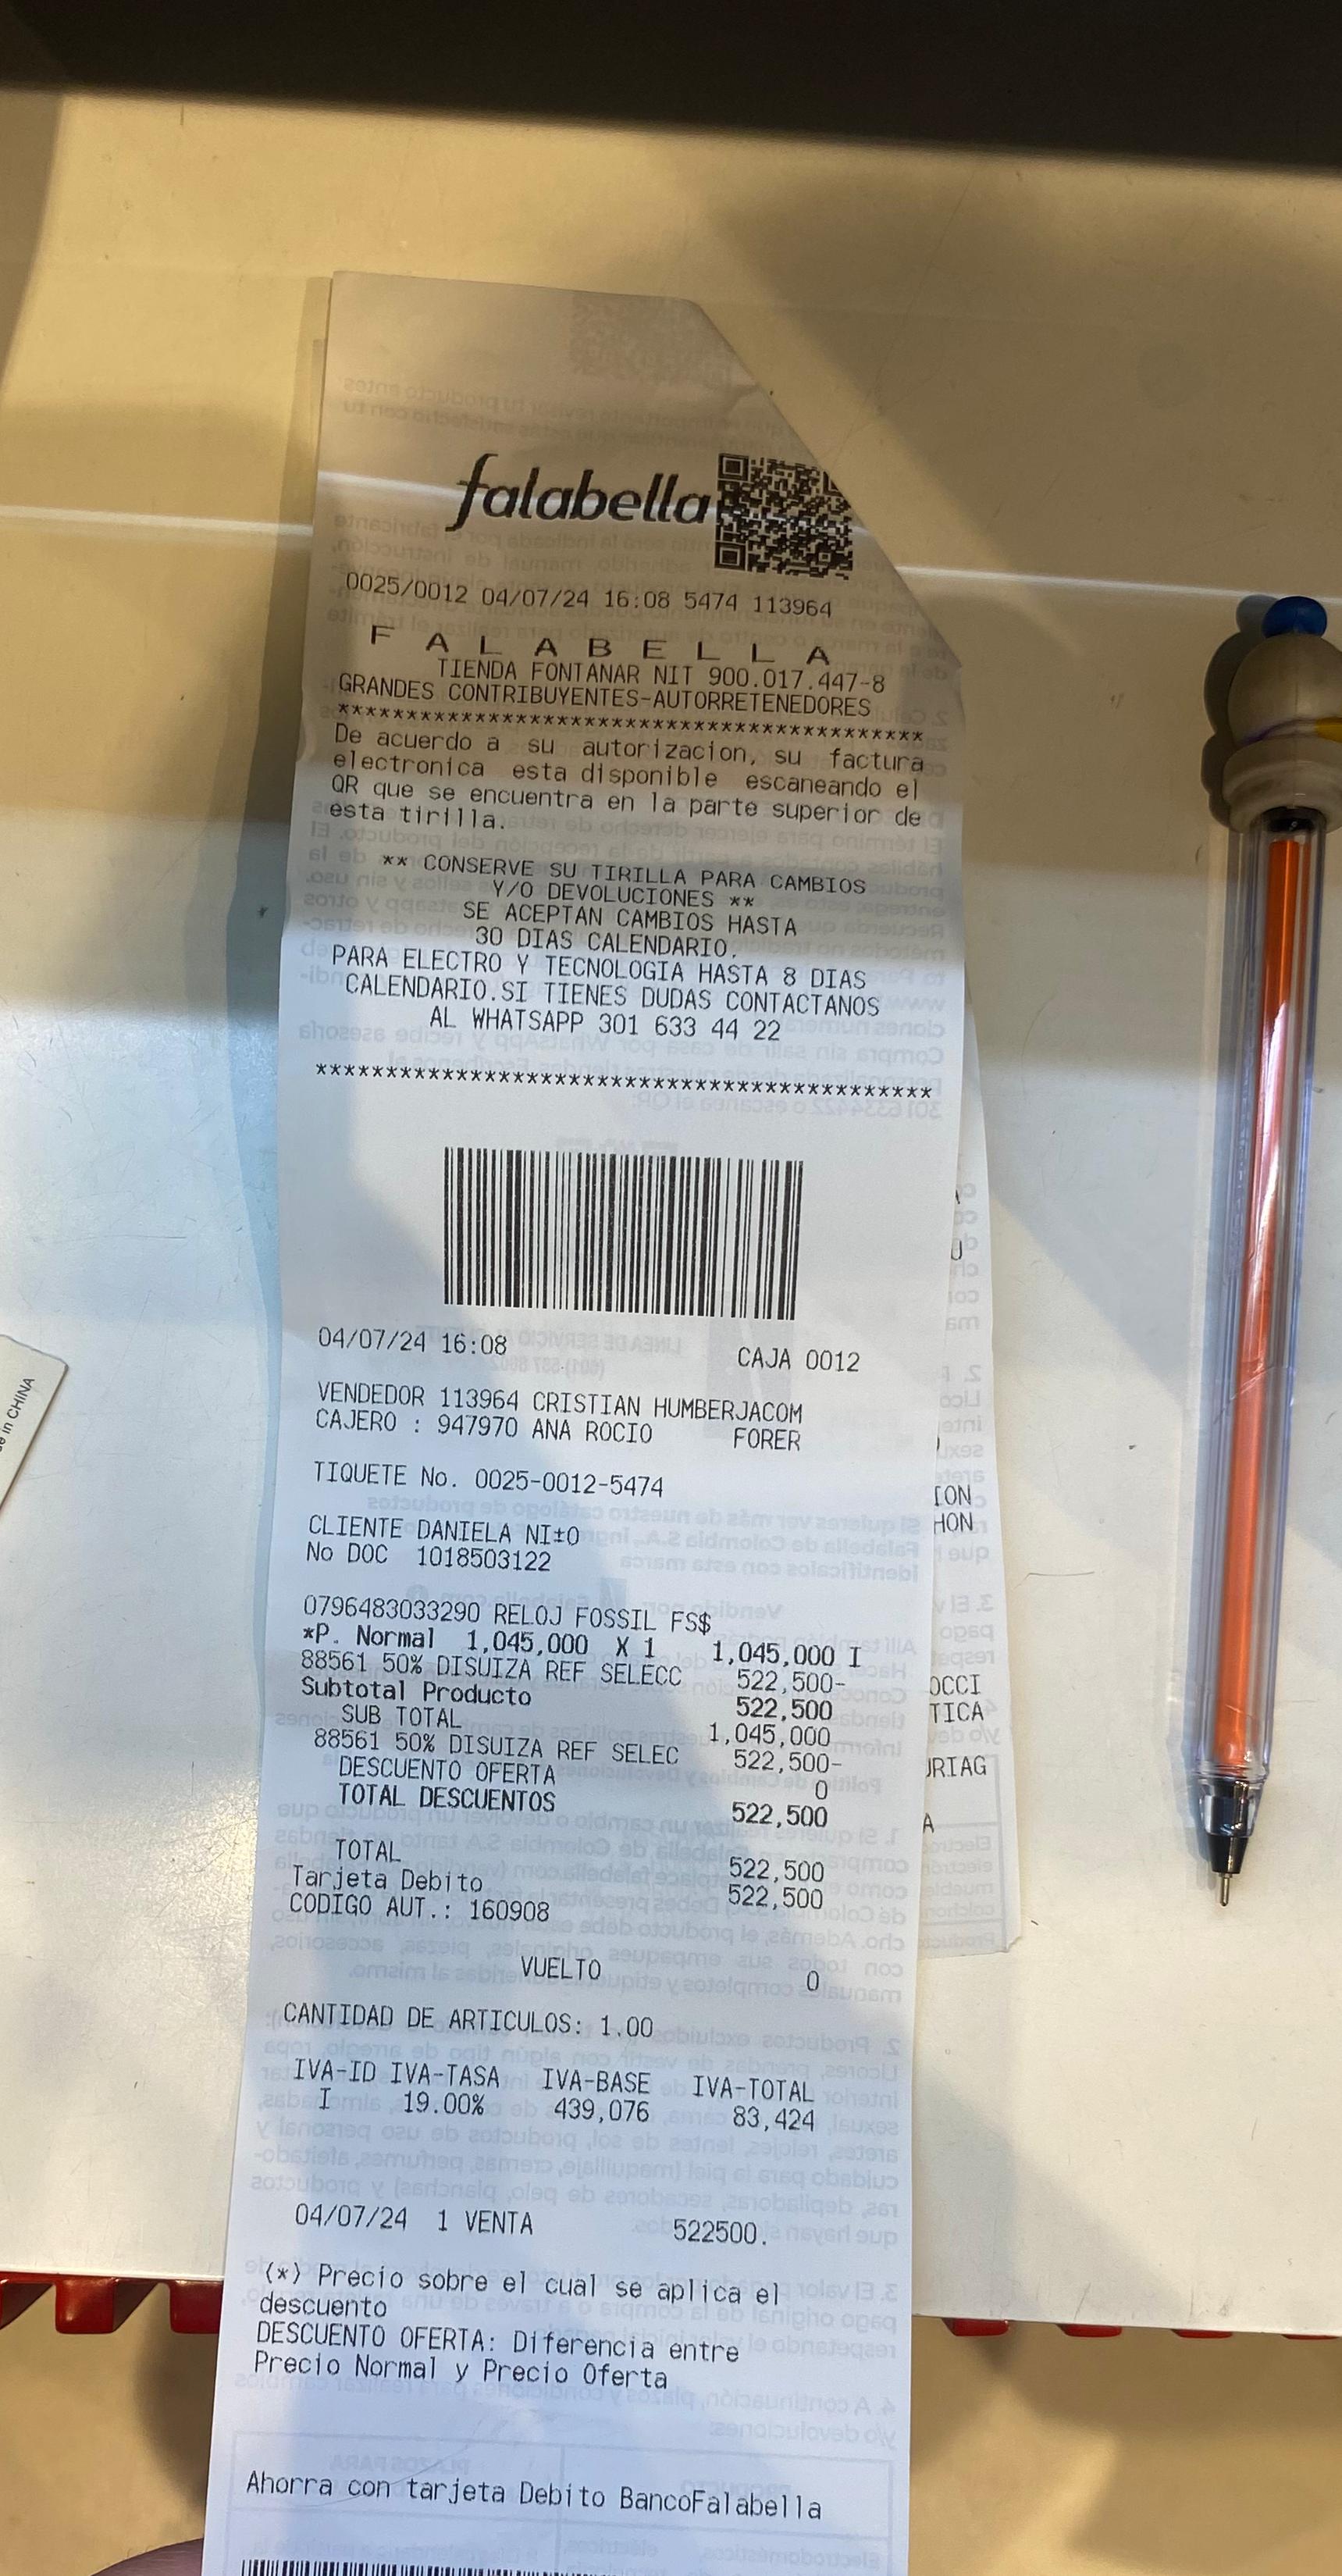 falabella
0025/0012 04/07/24 16:08 5474 113964
F A L A B E L L A
TIENDA FONTANAR NIT 900.017.447-8
GRANDES CONTRIBUYENTES-AUTORRETENEDORES
********************************************
De acuerdo a su autorizacion, su factura
electronica esta disponible escaneando el
QR que se encuentra en la parte superior de
esta tirilla.
** CONSERVE SU TIRILLA PARA CAMBIOS
Y/O DEVOLUCIONES **
SE ACEPTAN CAMBIOS HASTA
30 DIAS CALENDARIO.
PARA ELECTRO Y TECNOLOGIA HASTA 8 DIAS
CALENDARIO.SI TIENES DUDAS CONTACTANOS
AL WHATSAPP 301 633 44 22
********************************************
04/07/24 16:08 CAJA 0012
VENDEDOR 113964 CRISTIAN HUMBERJACOM
CAJERO : 947970 ANA ROCIO FORER
TIQUETE No. 0025-0012-5474
CLIENTE DANIELA NI±O
No DOC 1018503122
0796483033290 RELOJ FOSSIL FS$
*P. Normal 1,045,000 X 1 1,045,000 I
88561 50% DISUIZA REF SELECC 522,500-
Subtotal Producto 522,500
SUB TOTAL 1,045,000
88561 50% DISUIZA REF SELEC 522,500-
DESCUENTO OFERTA 0
TOTAL DESCUENTOS 522,500
TOTAL 522,500
Tarjeta Debito 522,500
CODIGO AUT.: 160908
VUELTO 0
CANTIDAD DE ARTICULOS: 1.00
IVA-ID IVA-TASA IVA-BASE IVA-TOTAL
I 19.00% 439,076 83,424
04/07/24 1 VENTA 522500.
(*) Precio sobre el cual se aplica el
descuento
DESCUENTO OFERTA: Diferencia entre
Precio Normal y Precio Oferta
Ahorra con tarjeta Debito BancoFalabella
in CHINA